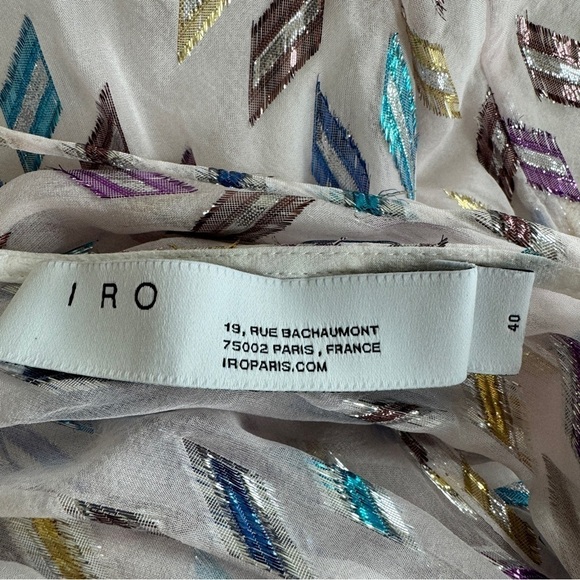 IRO
19, RUE BACHAUMONT
75002 PARIS, FRANCE
IROPARIS.COM
40